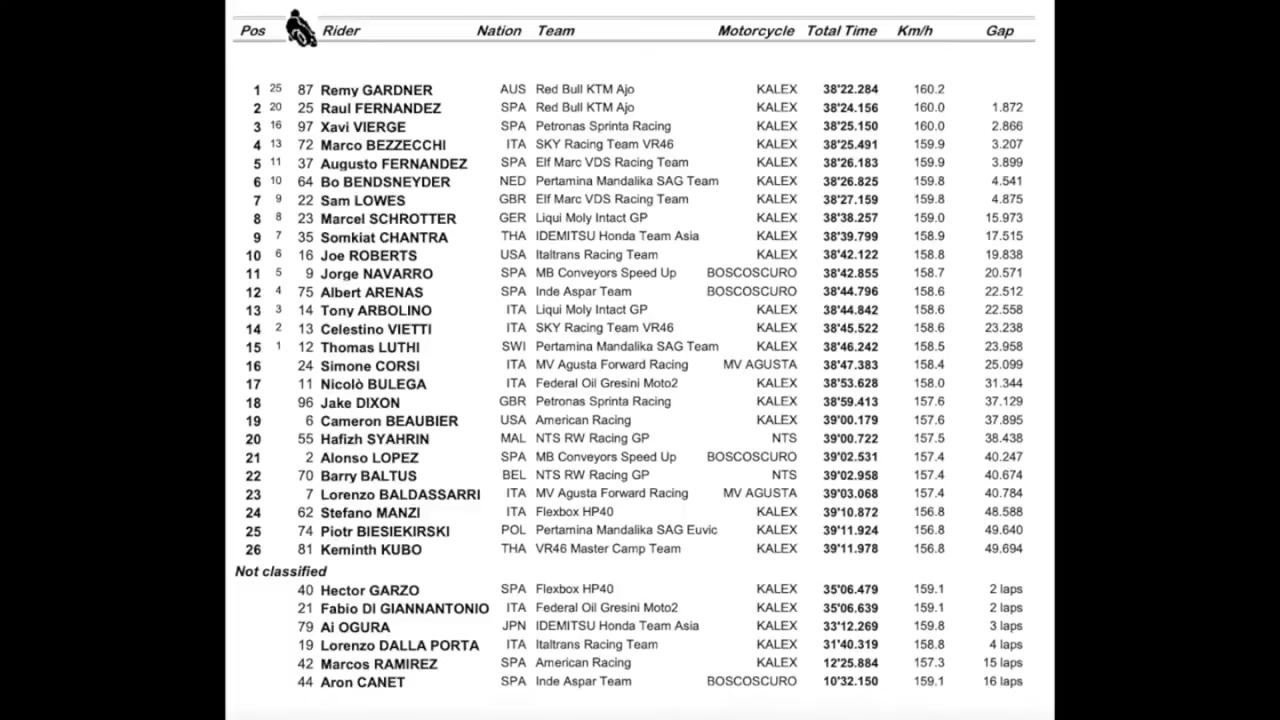 Pos Rider Nation Team Motorcycle Total Time Km/h Gap
1 25 87 Remy GARDNER AUS Red Bull KTM Ajo KALEX 38'22.284 160.2
2 20 25 Raul FERNANDEZ SPA Red Bull KTM Ajo KALEX 38'24.156 160.0 1.872
3 16 97 Xavi VIERGE SPA Petronas Sprinta Racing KALEX 38'25.150 160.0 2.866
4 13 72 Marco BEZZECCHI ITA SKY Racing Team VR46 KALEX 38'25.491 159.9 3.207
5 11 37 Augusto FERNANDEZ SPA Elf Marc VDS Racing Team KALEX 38'26.183 159.9 3.899
6 10 64 Bo BENDSNEYDER NED Pertamina Mandalika SAG Team KALEX 38'26.825 159.8 4.541
7 9 22 Sam LOWES GBR Elf Marc VDS Racing Team KALEX 38'27.159 159.8 4.875
8 8 23 Marcel SCHROTTER GER Liqui Moly Intact GP KALEX 38'38.257 159.0 15.973
9 7 35 Somkiat CHANTRA THA IDEMITSU Honda Team Asia KALEX 38'39.799 158.9 17.515
10 6 16 Joe ROBERTS USA Italtrans Racing Team KALEX 38'42.122 158.8 19.838
11 5 9 Jorge NAVARRO SPA MB Conveyors Speed Up BOSCOSCURO 38'42.855 158.7 20.571
12 4 75 Albert ARENAS SPA Inde Aspar Team BOSCOSCURO 38'44.796 158.6 22.512
13 3 14 Tony ARBOLINO ITA Liqui Moly Intact GP KALEX 38'44.842 158.6 22.558
14 2 13 Celestino VIETTI ITA SKY Racing Team VR46 KALEX 38'45.522 158.6 23.238
15 1 12 Thomas LUTHI SWI Pertamina Mandalika SAG Team KALEX 38'46.242 158.5 23.958
16 24 Simone CORSI ITA MV Agusta Forward Racing MV AGUSTA 38'47.383 158.4 25.099
17 11 Nicolò BULEGA ITA Federal Oil Gresini Moto2 KALEX 38'53.628 158.0 31.344
18 96 Jake DIXON GBR Petronas Sprinta Racing KALEX 38'59.413 157.6 37.129
19 6 Cameron BEAUBIER USA American Racing KALEX 39'00.179 157.6 37.895
20 55 Hafizh SYAHRIN MAL NTS RW Racing GP NTS 39'00.722 157.5 38.438
21 2 Alonso LOPEZ SPA MB Conveyors Speed Up BOSCOSCURO 39'02.531 157.4 40.247
22 70 Barry BALTUS BEL NTS RW Racing GP NTS 39'02.958 157.4 40.674
23 7 Lorenzo BALDASSARRI ITA MV Agusta Forward Racing MV AGUSTA 39'03.068 157.4 40.784
24 62 Stefano MANZI ITA Flexbox HP40 KALEX 39'10.872 156.8 48.588
25 74 Piotr BIESIEKIRSKI POL Pertamina Mandalika SAG Euvic KALEX 39'11.924 156.8 49.640
26 81 Keminth KUBO THA VR46 Master Camp Team KALEX 39'11.978 156.8 49.694
Not classified
40 Hector GARZO SPA Flexbox HP40 KALEX 35'06.479 159.1 2 laps
21 Fabio DI GIANNANTONIO ITA Federal Oil Gresini Moto2 KALEX 35'06.639 159.1 2 laps
79 Ai OGURA JPN IDEMITSU Honda Team Asia KALEX 33'12.269 159.8 3 laps
19 Lorenzo DALLA PORTA ITA Italtrans Racing Team KALEX 31'40.319 158.8 4 laps
42 Marcos RAMIREZ SPA American Racing KALEX 12'25.884 157.3 15 laps
44 Aron CANET SPA Inde Aspar Team BOSCOSCURO 10'32.150 159.1 16 laps